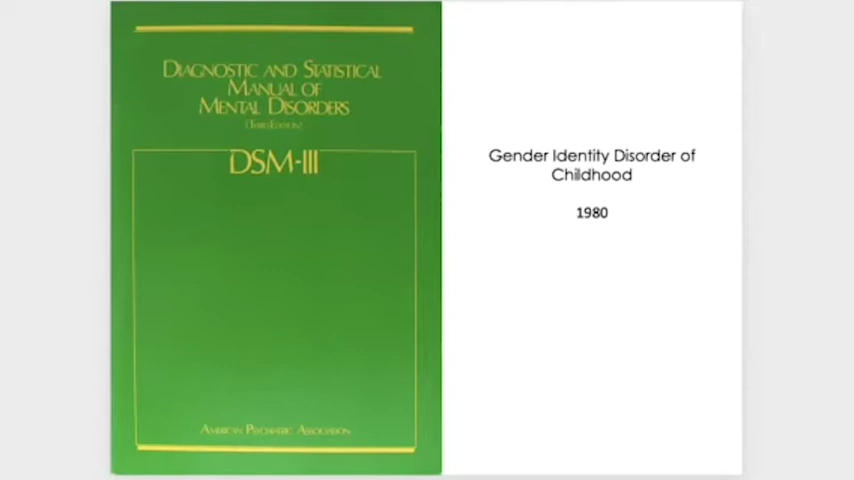 DIAGNOSTIC AND STATISTICAL
MANUAL OF
MENTAL DISORDERS
(THIRD EDITION)
DSM-III
AMERICAN PSYCHIATRIC ASSOCIATION
Gender Identity Disorder of
Childhood
1980